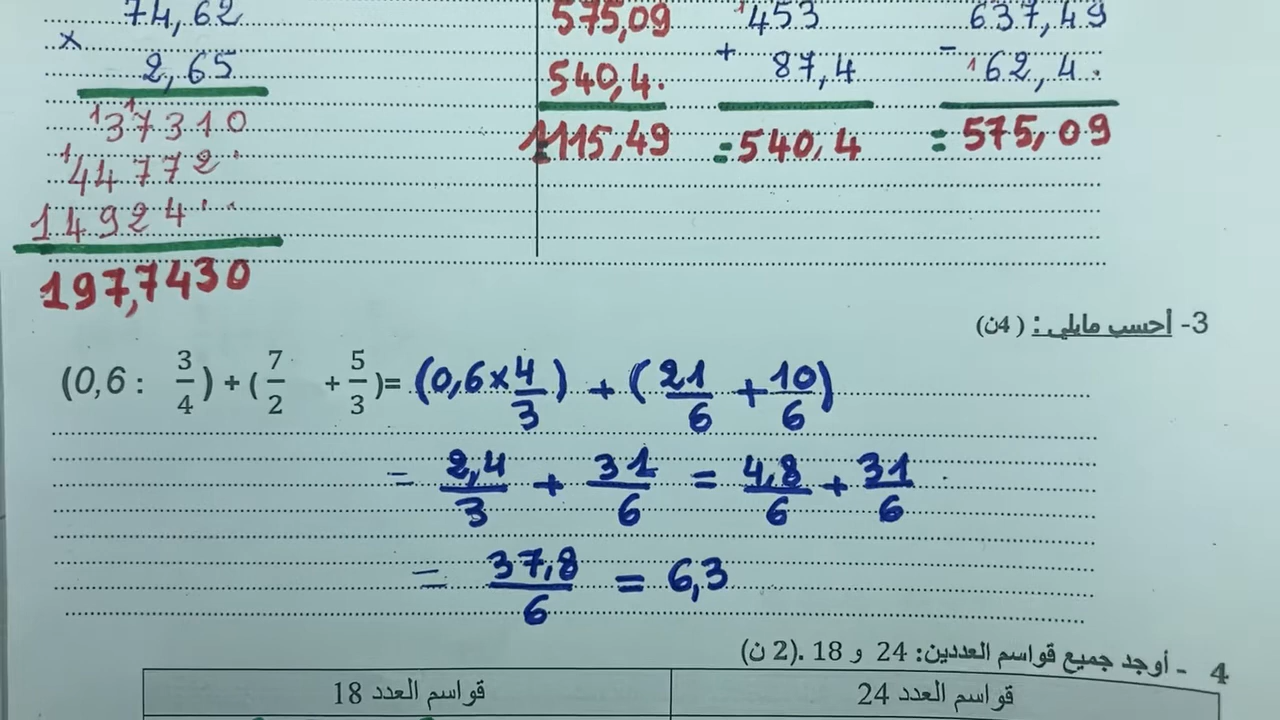 74,62
×
2,65
137310
44772..
14924..
197,7430
575,09
540,4.
1115,49
453
+ 87,4
= 540,4
637,49
- 162,4.
= 575,09
3- أحسب مايلي : ( 4ن)
(0,6 : 3/4) + (7/2 + 5/3)= (0,6×4/3) + (21/6 + 10/6)
= 2,4/3 + 31/6 = 4,8/6 + 31/6
= 37,8/6 = 6,3
4 - أوجد جميع قواسم العددين: 24 و 18 .(2 ن)
قواسم العدد 24
قواسم العدد 18